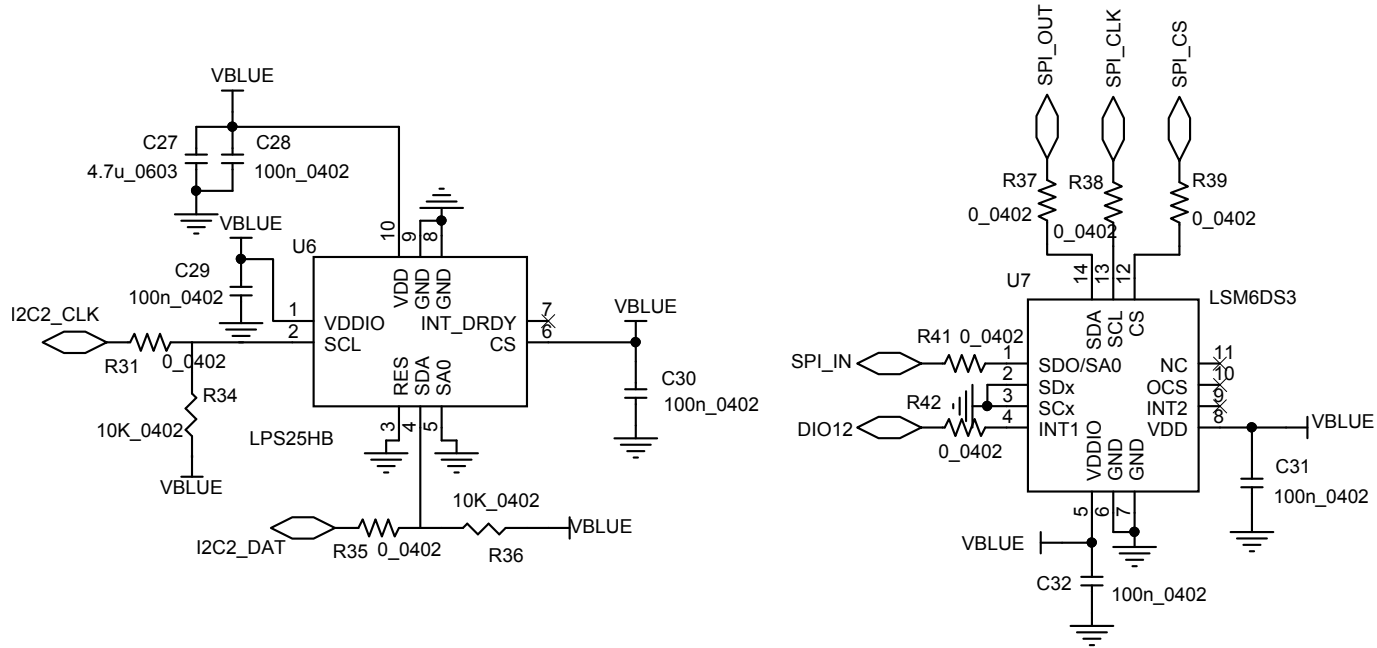 VBLUE
C27
4.7u_0603
C28
100n_0402
VBLUE
C29
100n_0402
U6
10
9
8
VDD
GND
GND
1
VDDIO
2
SCL
INT_DRDY
7
CS
6
RES
SDA
SA0
3
4
5
LPS25HB
I2C2_CLK
R31
0_0402
R34
10K_0402
VBLUE
VBLUE
C30
100n_0402
I2C2_DAT
R35
0_0402
10K_0402
R36
VBLUE
SPI_OUT
SPI_CLK
SPI_CS
R37
0_0402
R38
0_0402
R39
0_0402
U7
14
13
12
LSM6DS3
SDA
SCL
CS
SPI_IN
R41
0_0402
1
SDO/SA0
2
SDx
3
SCx
4
INT1
R42
0_0402
DIO12
NC
11
OCS
10
INT2
9
VDD
8
VDDIO
GND
GND
5
6
7
VBLUE
C31
100n_0402
VBLUE
C32
100n_0402